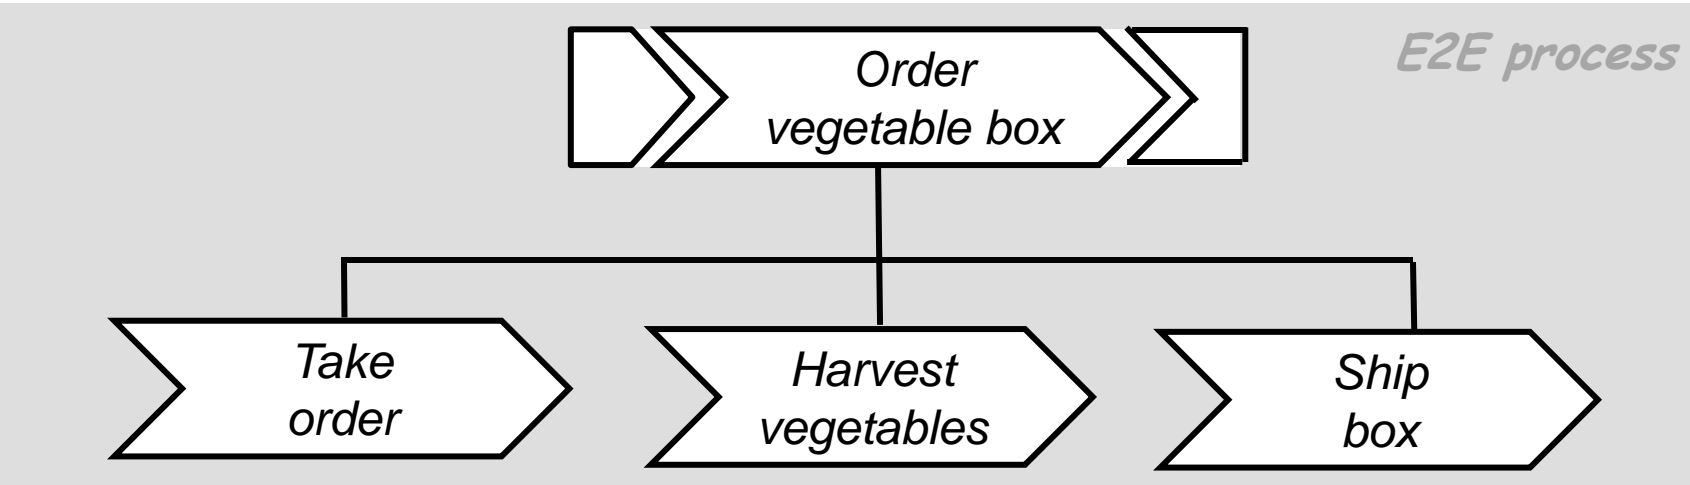 E2E process
Order
vegetable box
Take
order
Harvest
vegetables
Ship
box